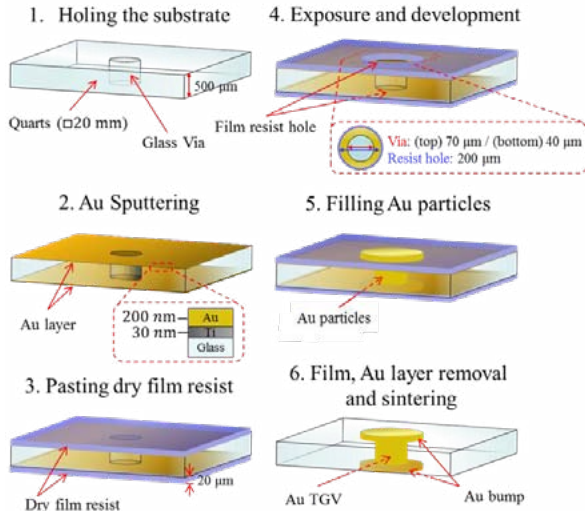 1. Holing the substrate
500 μm
Quarts (□20 mm)
Glass Via
2. Au Sputtering
Au layer
200 nm
30 nm
Au
Ti
Glass
3. Pasting dry film resist
20 μm
Dry film resist
4. Exposure and development
Film resist hole
Via: (top) 70 μm / (bottom) 40 μm
Resist hole: 200 μm
5. Filling Au particles
Au particles
6. Film, Au layer removal
and sintering
Au TGV
Au bump